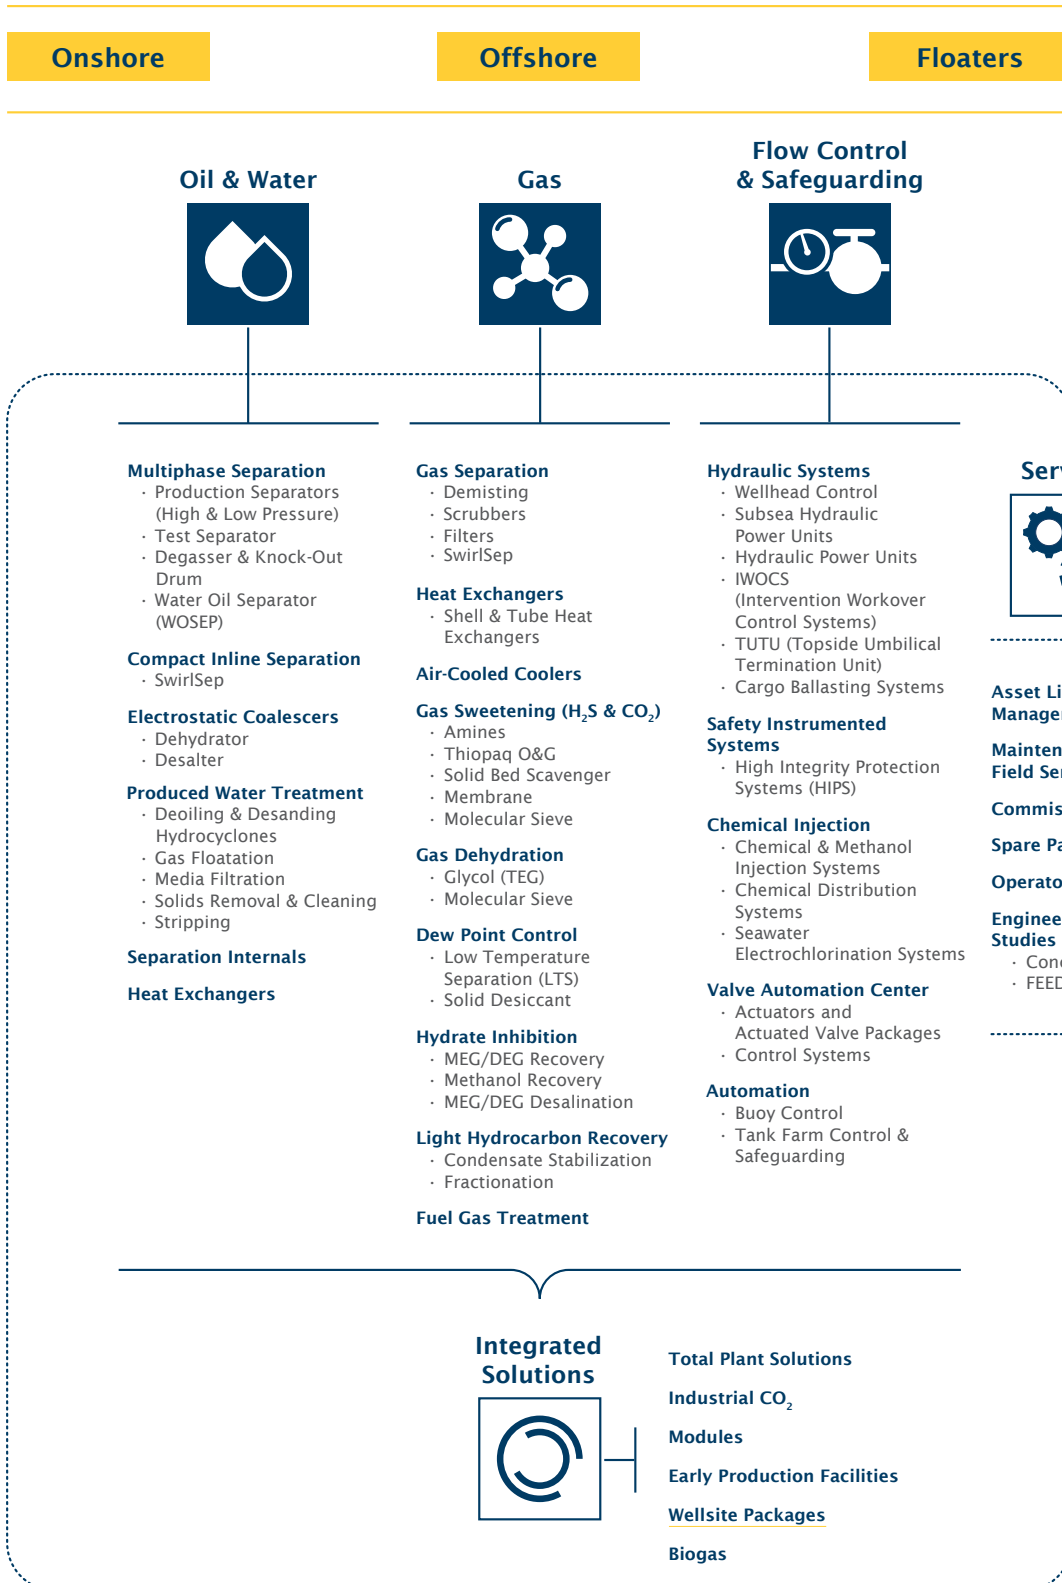 Onshore
Offshore
Floaters
Oil & Water
Gas
Flow Control
& Safeguarding
Multiphase Separation
· Production Separators
(High & Low Pressure)
· Test Separator
· Degasser & Knock-Out
Drum
· Water Oil Separator
(WOSEP)
Compact Inline Separation
· SwirlSep
Electrostatic Coalescers
· Dehydrator
· Desalter
Produced Water Treatment
· Deoiling & Desanding
Hydrocyclones
· Gas Floatation
· Media Filtration
· Solids Removal & Cleaning
· Stripping
Separation Internals
Heat Exchangers
Gas Separation
· Demisting
· Scrubbers
· Filters
· SwirlSep
Heat Exchangers
· Shell & Tube Heat
Exchangers
Air-Cooled Coolers
Gas Sweetening (H₂S & CO₂)
· Amines
· Thiopaq O&G
· Solid Bed Scavenger
· Membrane
· Molecular Sieve
Gas Dehydration
· Glycol (TEG)
· Molecular Sieve
Dew Point Control
· Low Temperature
Separation (LTS)
· Solid Desiccant
Hydrate Inhibition
· MEG/DEG Recovery
· Methanol Recovery
· MEG/DEG Desalination
Light Hydrocarbon Recovery
· Condensate Stabilization
· Fractionation
Fuel Gas Treatment
Hydraulic Systems
· Wellhead Control
· Subsea Hydraulic
Power Units
· Hydraulic Power Units
· IWOCS
(Intervention Workover
Control Systems)
· TUTU (Topside Umbilical
Termination Unit)
· Cargo Ballasting Systems
Safety Instrumented
Systems
· High Integrity Protection
Systems (HIPS)
Chemical Injection
· Chemical & Methanol
Injection Systems
· Chemical Distribution
Systems
· Seawater
Electrochlorination Systems
Valve Automation Center
· Actuators and
Actuated Valve Packages
· Control Systems
Automation
· Buoy Control
· Tank Farm Control &
Safeguarding
Asset
Field
Spare
Studies
· FEED
Integrated
Solutions
Total Plant Solutions
Industrial CO₂
Modules
Early Production Facilities
Wellsite Packages
Biogas